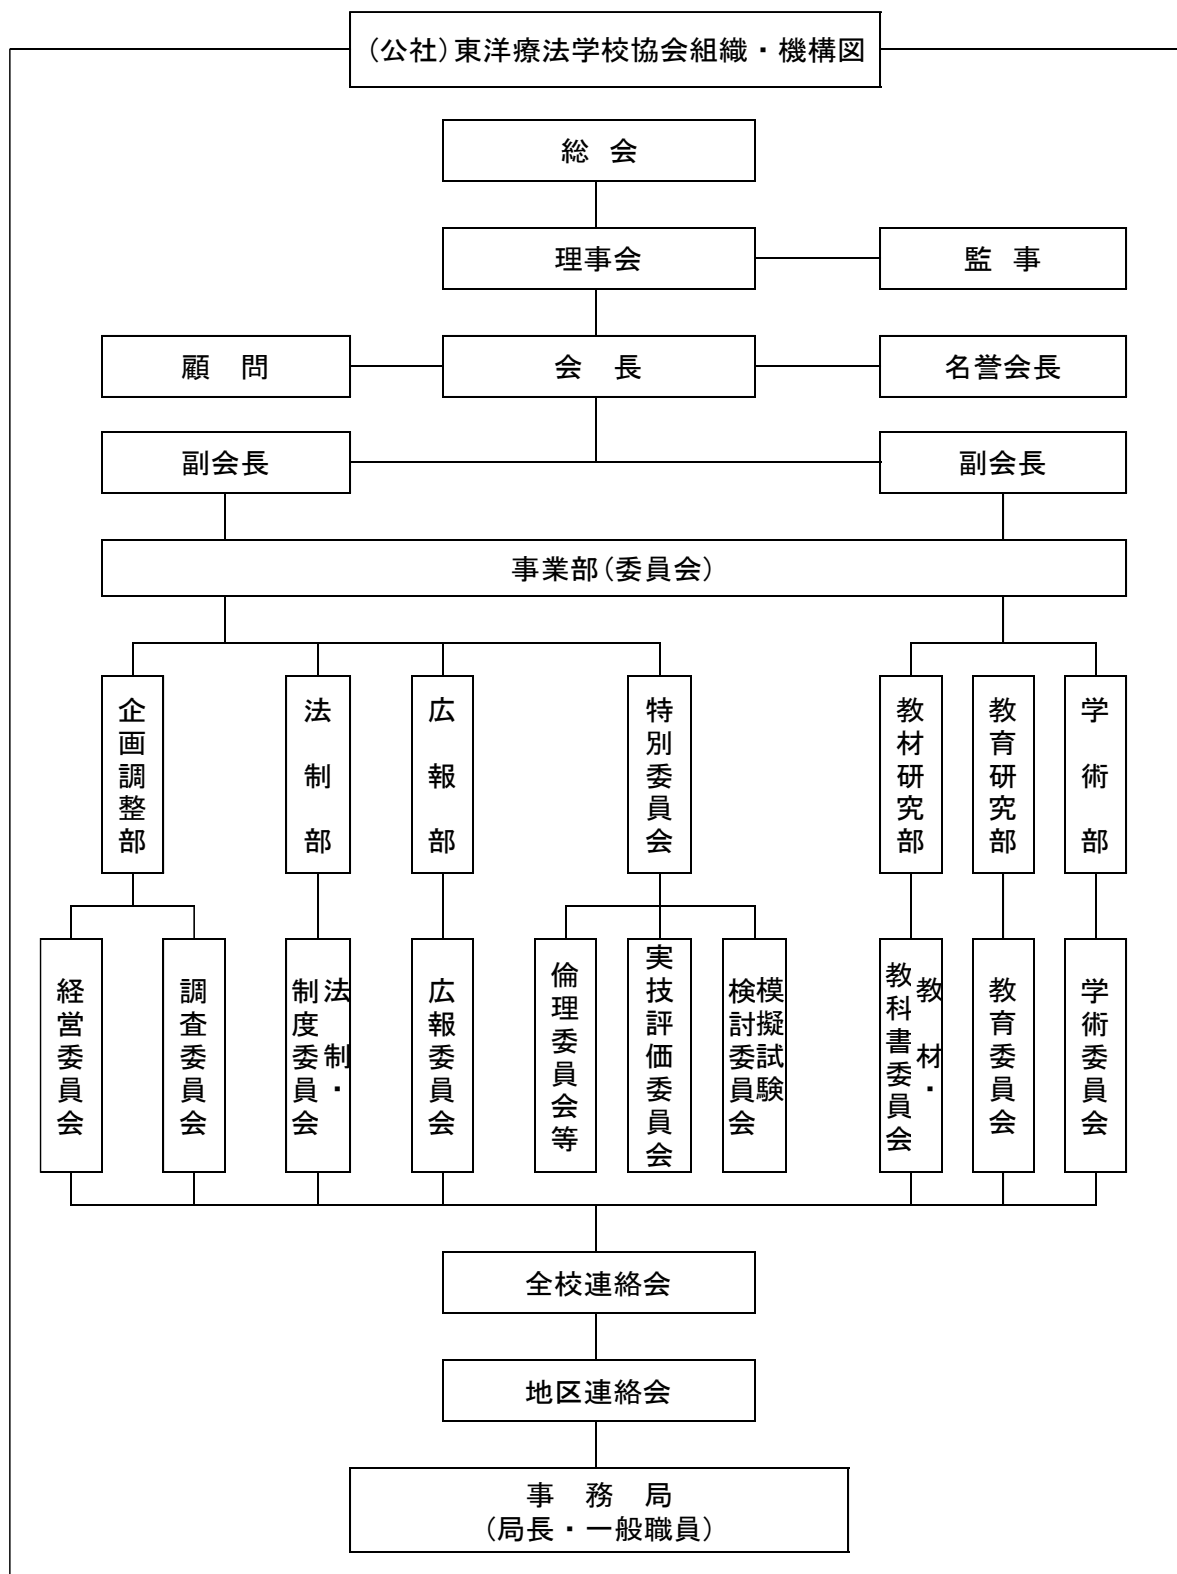 (公社)東洋療法学校協会組織・機構図
総 会
理事会
監 事
顧 問
会 長
名誉会長
副会長
副会長
事業部(委員会)
企画調整部
法制部
広報部
特別委員会
教材研究部
教育研究部
学術部
経営委員会
調査委員会
法制・
制度委員会
広報委員会
倫理委員会等
実技評価委員会
模擬試験
検討委員会
教材・
教科書委員会
教育委員会
学術委員会
全校連絡会
地区連絡会
事 務 局
(局長・一般職員)